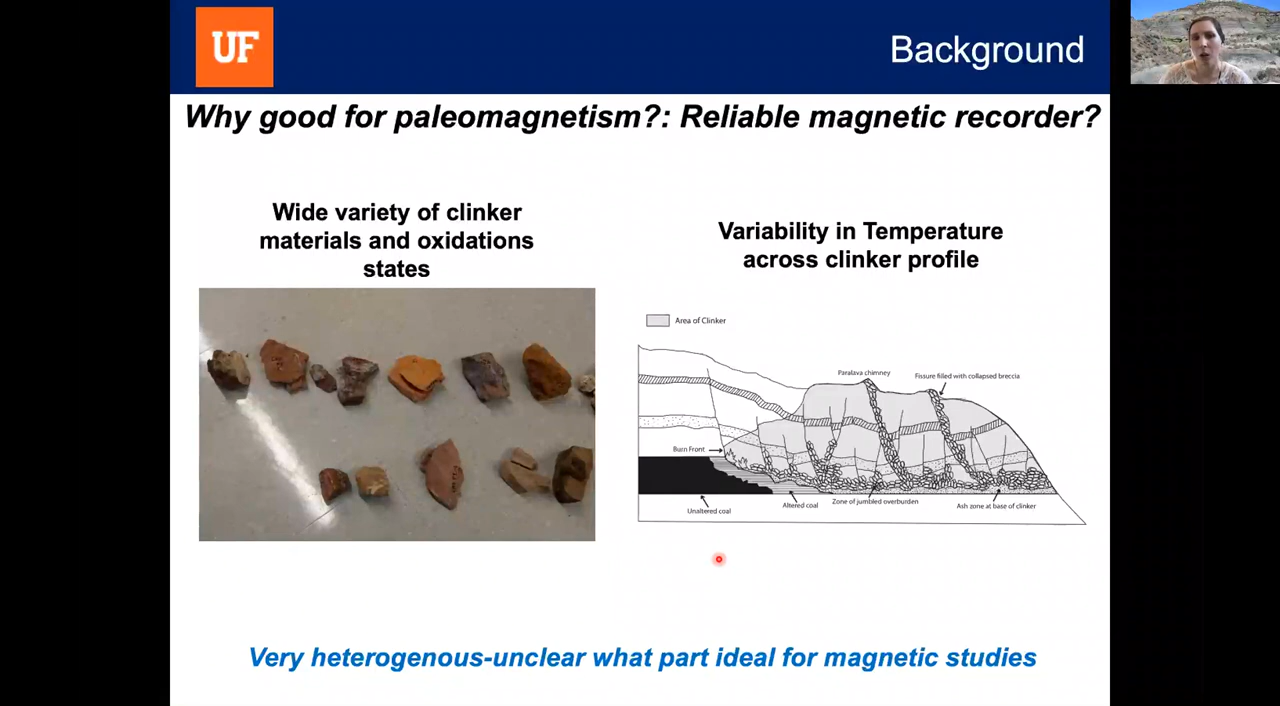 UF
Background
Why good for paleomagnetism?: Reliable magnetic recorder?
Wide variety of clinker
materials and oxidations
states
Variability in Temperature
across clinker profile
Area of Clinker
Paralava chimney
Fissure filled with collapsed breccia
Burn Front
Unaltered coal
Altered coal
Zone of jumbled overburden
Ash zone at base of clinker
Very heterogenous-unclear what part ideal for magnetic studies